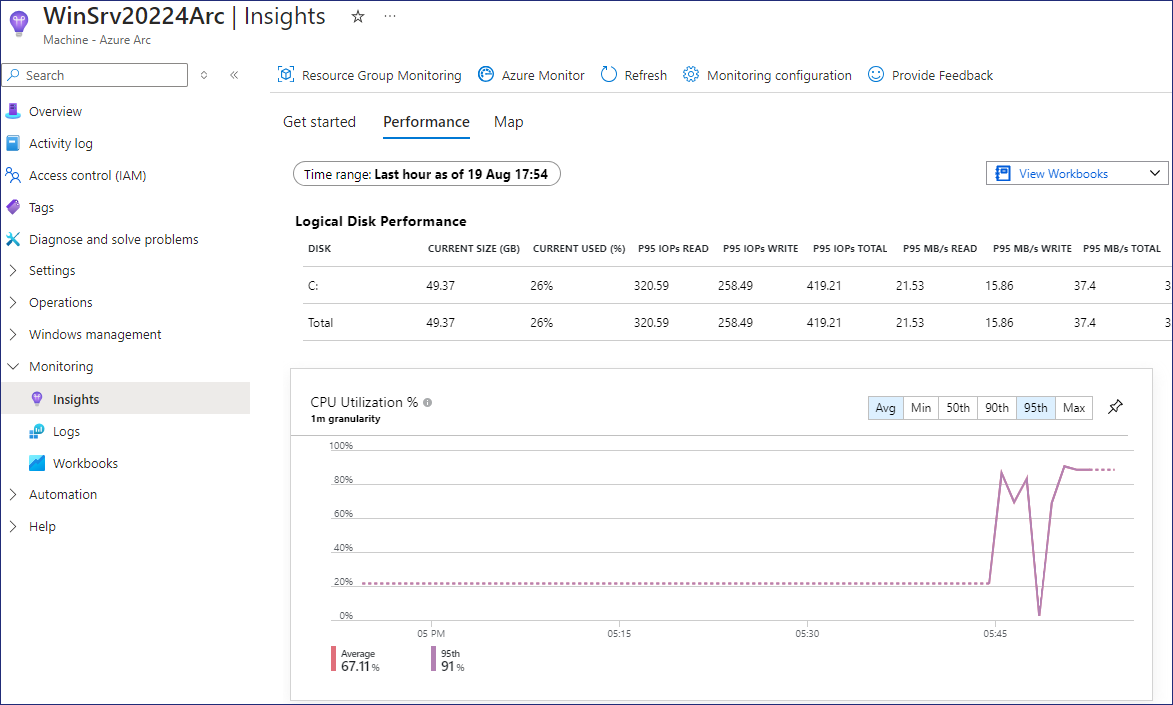 WinSrv20224Arc | Insights
Machine - Azure Arc
Search
Resource Group Monitoring Azure Monitor Refresh Monitoring configuration Provide Feedback
Overview
Activity log
Access control (IAM)
Tags
Diagnose and solve problems
Settings
Operations
Windows management
Monitoring
Insights
Logs
Workbooks
Automation
Help
Get started Performance Map
Time range: Last hour as of 19 Aug 17:54
View Workbooks
Logical Disk Performance
DISK CURRENT SIZE (GB) CURRENT USED (%) P95 IOPs READ P95 IOPs WRITE P95 IOPs TOTAL P95 MB/s READ P95 MB/s WRITE P95 MB/s TOTAL
C: 49.37 26% 320.59 258.49 419.21 21.53 15.86 37.4 3
Total 49.37 26% 320.59 258.49 419.21 21.53 15.86 37.4 3
CPU Utilization %
1m granularity
Avg Min 50th 90th 95th Max
100%
80%
60%
40%
20%
0%
05 PM 05:15 05:30 05:45
Average 95th
67.11 % 91 %